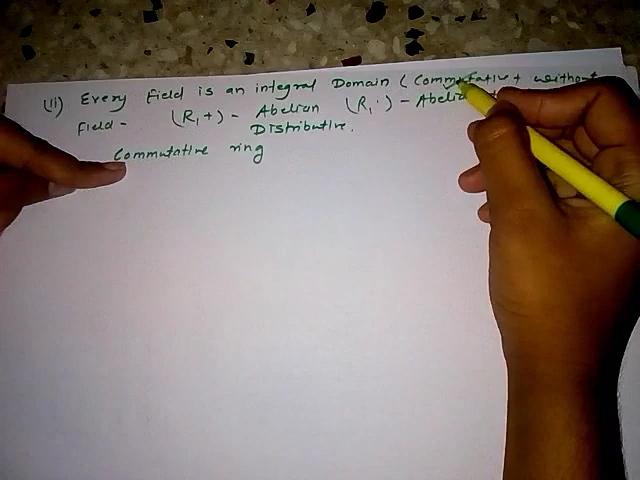 (ii) Every field is an integral Domain ( Commutative + without
field - (R, +) - Abelian (R, ·) - Abelian
Distributive.
Commutative ring